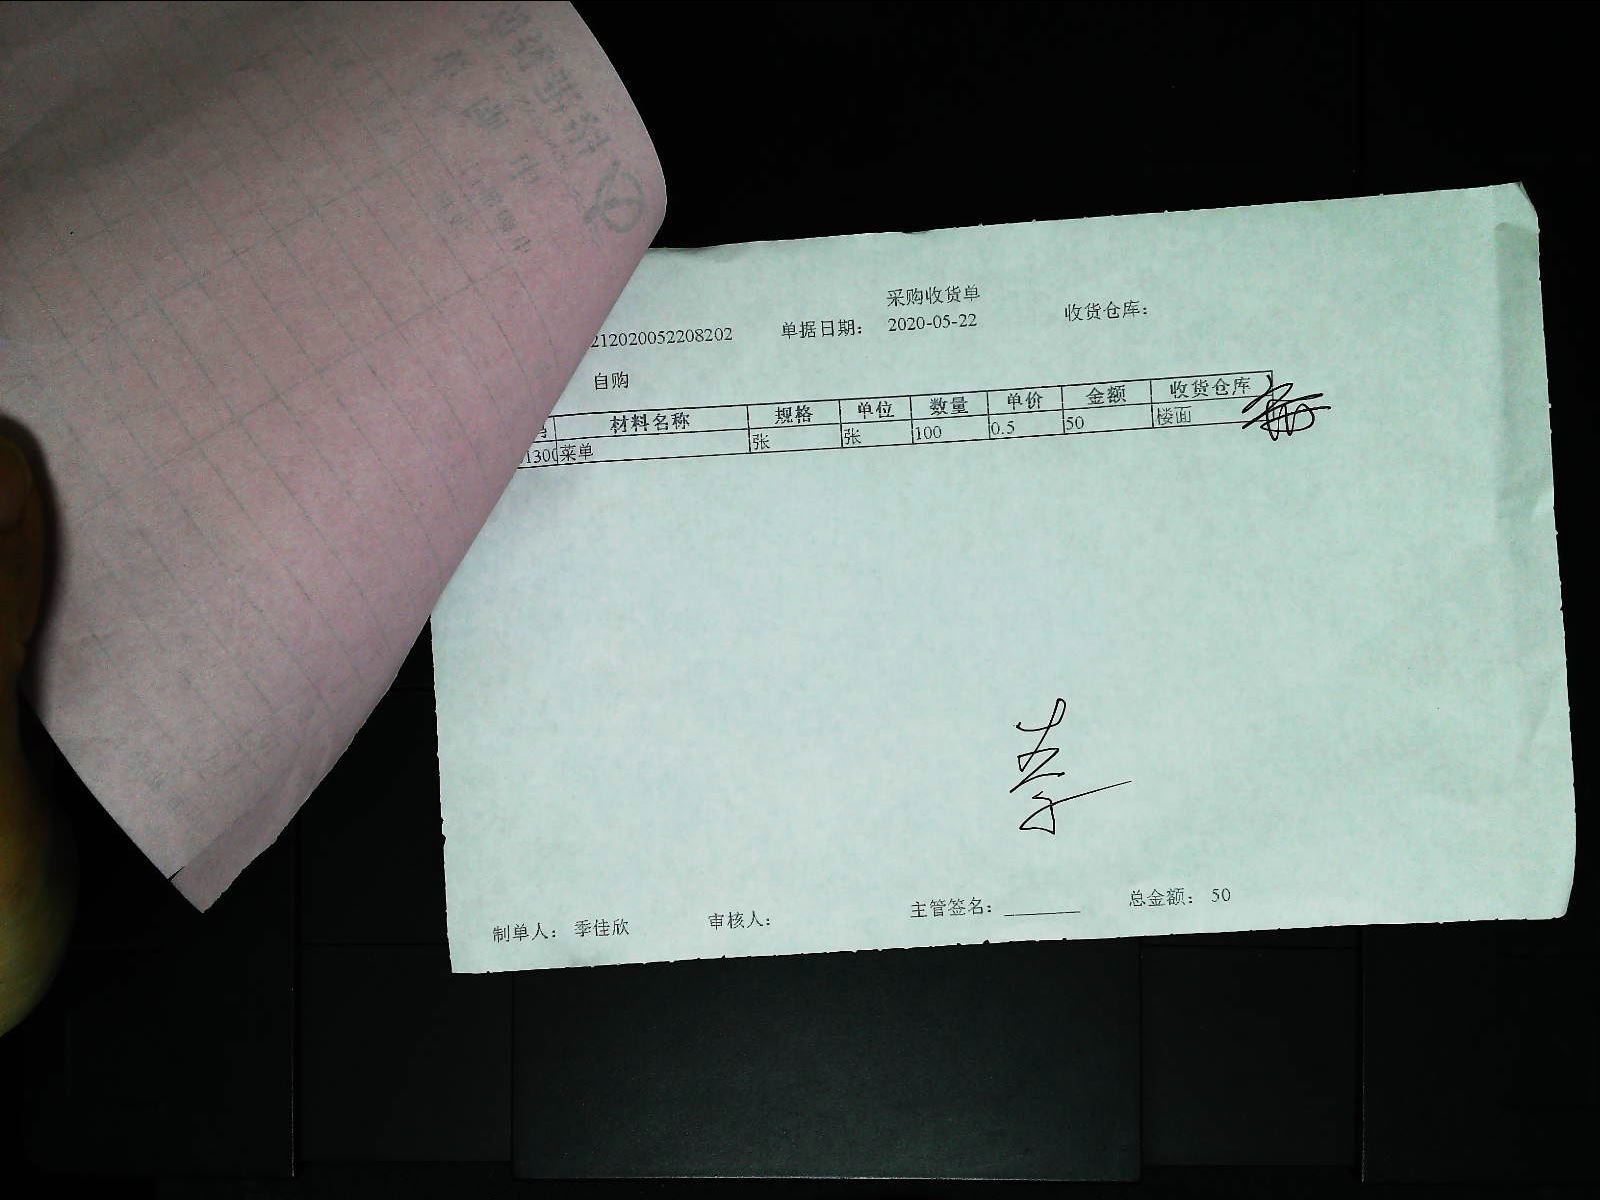 采购收货单
212020052208202 单据日期： 2020-05-22 收货仓库：
自购
材料名称 规格 单位 数量 单价 金额 收货仓库
菜单 张 张 100 0.5 50 楼面
制单人： 季佳欣 审核人： 主管签名： 总金额： 50